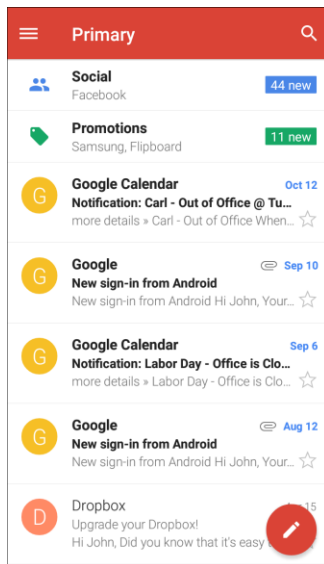 Primary
Social
Facebook
44 new
Promotions
Samsung, Flipboard
11 new
G
Google Calendar
Oct 12
Notification: Carl - Out of Office @ Tu...
more details » Carl - Out of Office When...
G
Google
Sep 10
New sign-in from Android
New sign-in from Android Hi John, Your...
G
Google Calendar
Sep 6
Notification: Labor Day - Office is Clo...
more details » Labor Day - Office is Clo...
G
Google
Aug 12
New sign-in from Android
New sign-in from Android Hi John, Your...
D
Dropbox
15
Upgrade your Dropbox!
Hi John, Did you know that it's easy